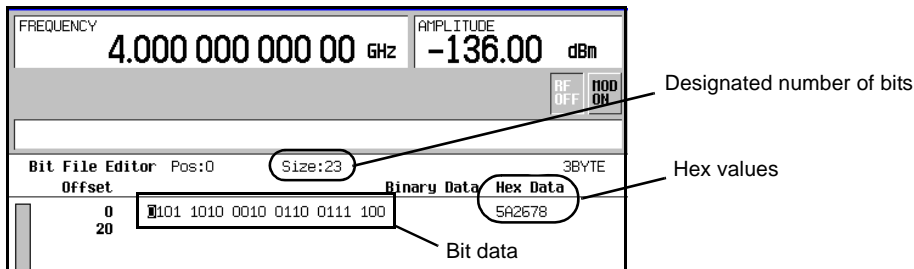 FREQUENCY
4.000 000 000 00 GHz
AMPLITUDE
-136.00 dBm
RF OFF
MOD ON
Designated number of bits
Bit File Editor Pos:0 Size:23 3BYTE
Hex values
Offset Binary Data Hex Data
0 0101 1010 0010 0110 0111 100 5A2678
20
Bit data